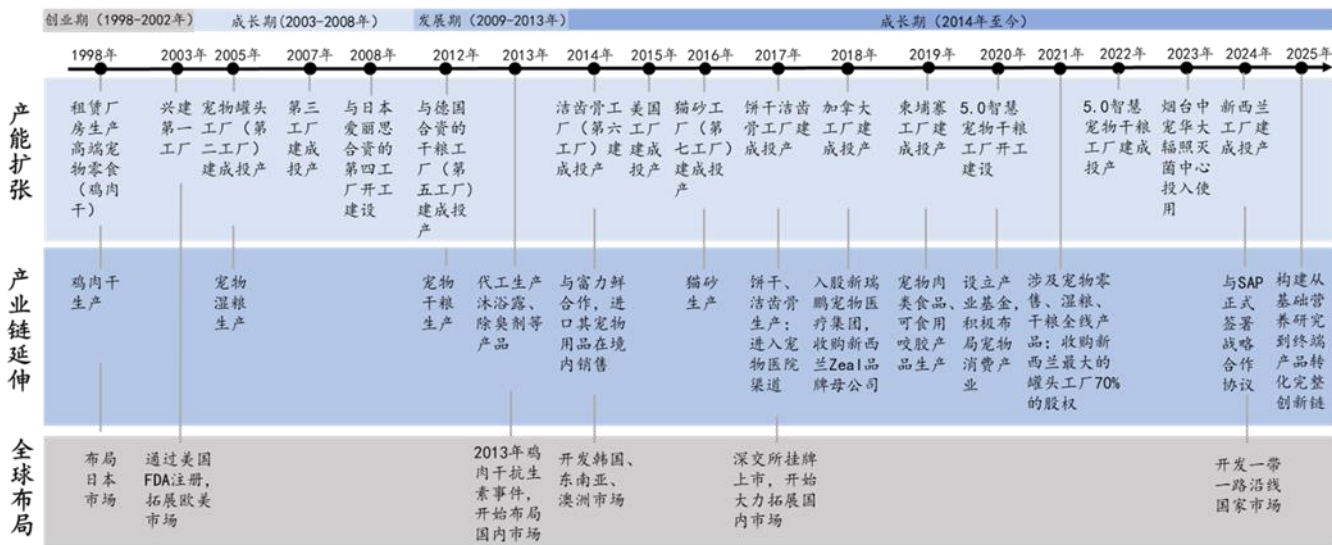 创业期（1998-2002年）
成长期(2003-2008年)
发展期（2009-2013年）
成长期（2014年至今）
1998年
2003年
2005年
2007年
2008年
2012年
2013年
2014年
2015年
2016年
2017年
2018年
2019年
2020年
2021年
2022年
2023年
2024年
2025年
产能扩张
租赁厂
房生产
高端宠
物零食
（鸡肉
干）
兴建
第一
工厂
宠物罐头
工厂（第
二工厂）
建成投产
第三
工厂
建成
投产
与日本
爱丽思
合资的
第四工
厂开工
建设
与德国
合资的
干粮工
厂（第
五工厂）
建成投
产
洁齿骨工
厂（第六
工厂）建
成投产
美国
工厂
建成
投产
猫砂工
厂（第
七工厂）
建成投
产
饼干洁齿
骨工厂建
成投产
加拿大
工厂建
成投产
柬埔寨
工厂建
成投产
5.0智慧
宠物干粮
工厂开工
建设
5.0智慧
宠物干粮
工厂建成
投产
烟台中
宠华大
辐照灭
菌中心
投入使
用
新西兰
工厂建
成投产
产业链延伸
鸡肉干
生产
宠物
湿粮
生产
宠物
干粮
生产
代工生产
沐浴露、
除臭剂等
产品
与富力鲜
合作，进
口其宠物
用品在境
内销售
猫砂
生产
饼干、
洁齿骨
生产；
进入宠
物医院
渠道
入股新瑞
鹏宠物医
疗集团，
收购新西
兰Zeal品
牌母公司
宠物肉
类食品、
可食用
咬胶产
品生产
设立产
业基金，
积极布
局宠物
消费产
业
涉及宠物零
售、湿粮、
干粮全线产
品；收购新
西兰最大的
罐头工厂70%
的股权
与SAP
正式
签署
战略
合作
协议
构建从
基础营
养研究
到终端
产品转
化完整
创新链
全球布局
布局
日本
市场
通过美国
FDA注册，
拓展欧美
市场
2013年鸡
肉干抗生
素事件，
开始布局
国内市场
开发韩国、
东南亚、
澳洲市场
深交所挂牌
上市，开始
大力拓展国
内市场
开发一带
一路沿线
国家市场